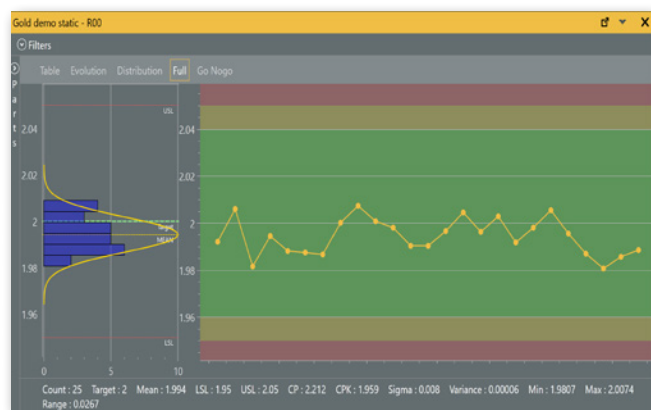 Gold demo static - R00
Filters
Parts
Table Evolution Distribution Full Go Nogo
USL
2.04
2.04
2.02
2.02
Target
2
2
MEAN
1.98
1.98
1.96
1.96
LSL
0 5 10
Count : 25 Target : 2 Mean : 1.994 LSL : 1.95 USL : 2.05 CP : 2.212 CPK : 1.959 Sigma : 0.008 Variance : 0.00006 Min : 1.9807 Max : 2.0074
Range : 0.0267